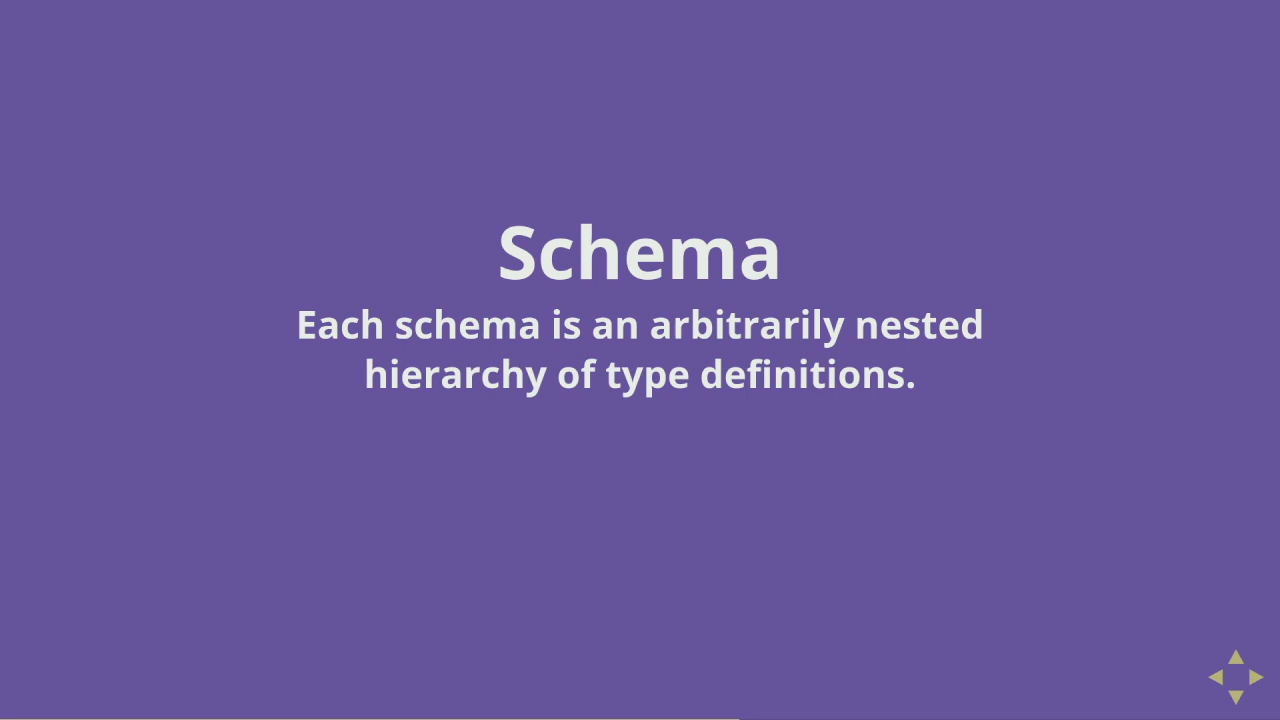 Schema
Each schema is an arbitrarily nested
hierarchy of type definitions.